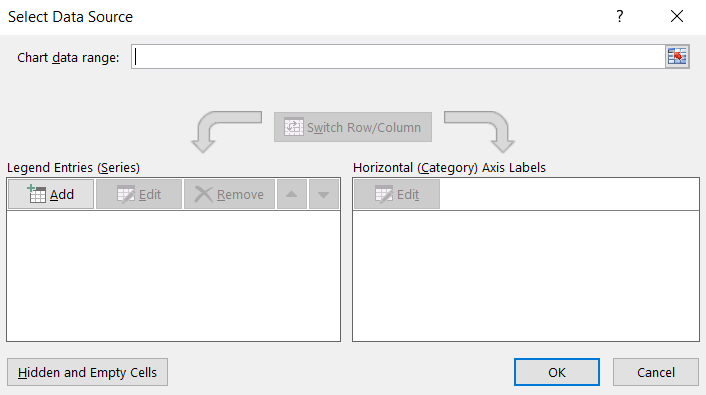 Select Data Source ?
Chart data range:
Switch Row/Column
Legend Entries (Series)
Add Edit Remove
Horizontal (Category) Axis Labels
Edit
Hidden and Empty Cells
OK Cancel